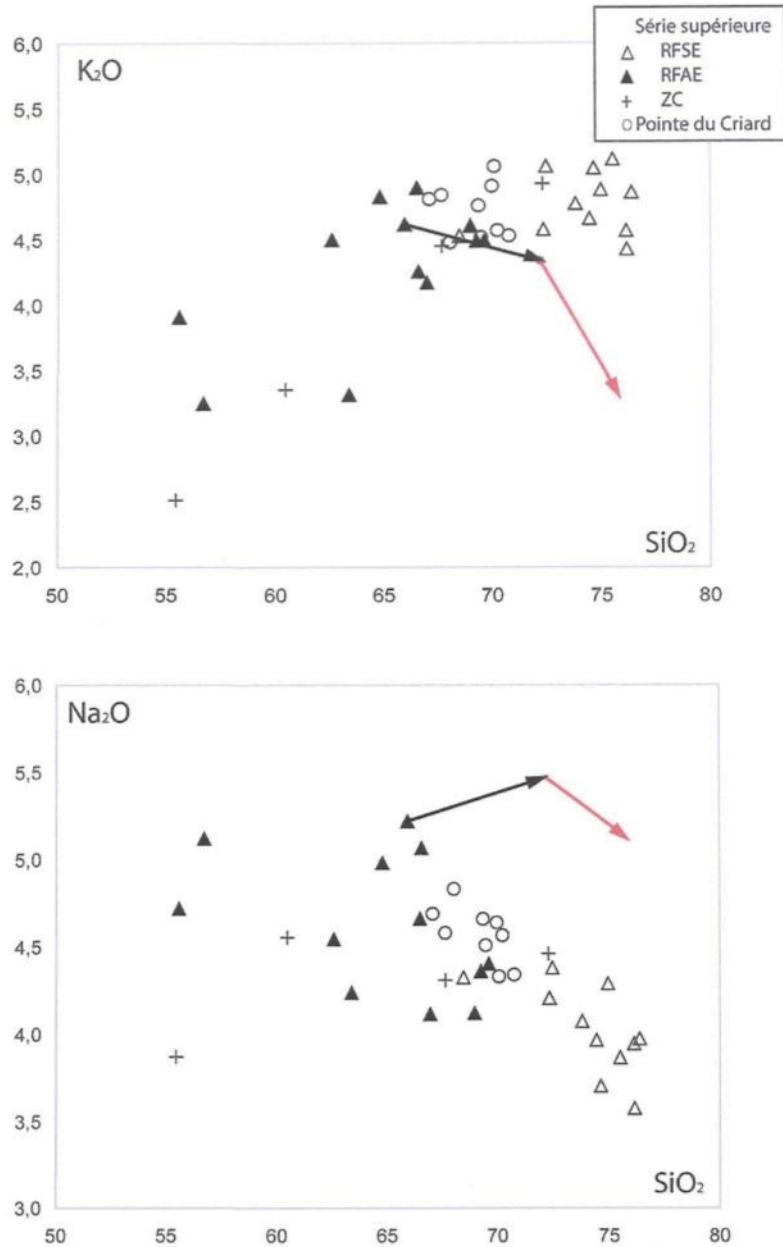 Série supérieure
RFSE
RFAE
ZC
Pointe du Criard
K₂O
6,0
5,5
5,0
4,5
4,0
3,5
3,0
2,5
2,0
SiO₂
50 55 60 65 70 75 80
Na₂O
6,0
5,5
5,0
4,5
4,0
3,5
3,0
SiO₂
50 55 60 65 70 75 80